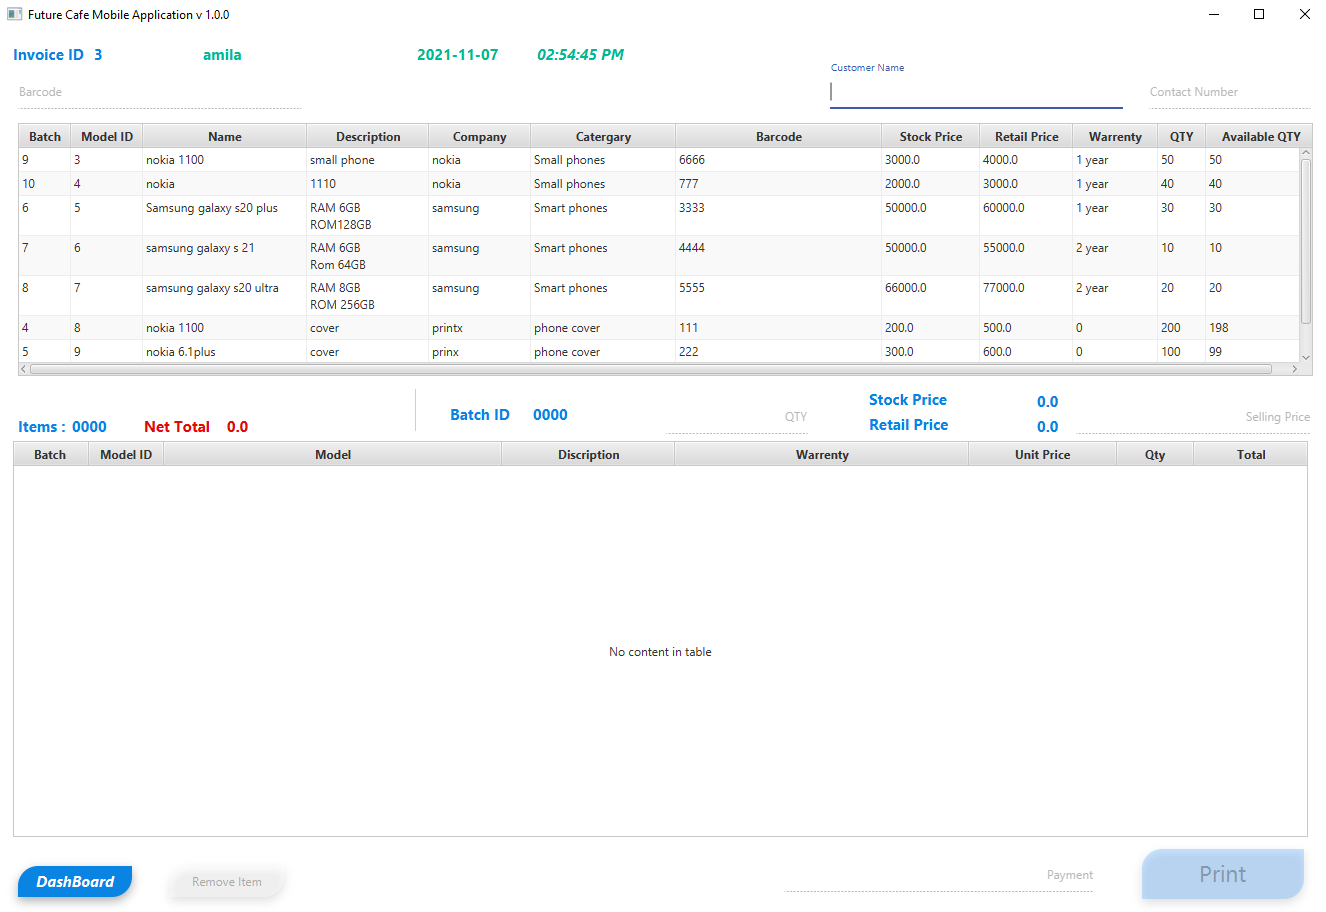 Future Cafe Mobile Application v 1.0.0
Invoice ID 3 amila 2021-11-07 02:54:45 PM
Customer Name
Barcode Contact Number
Batch Model ID Name Description Company Catergary Barcode Stock Price Retail Price Warrenty QTY Available QTY
9 3 nokia 1100 small phone nokia Small phones 6666 3000.0 4000.0 1 year 50 50
10 4 nokia 1110 nokia Small phones 777 2000.0 3000.0 1 year 40 40
6 5 Samsung galaxy s20 plus RAM 6GB samsung Smart phones 3333 50000.0 60000.0 1 year 30 30
ROM128GB
7 6 samsung galaxy s 21 RAM 6GB samsung Smart phones 4444 50000.0 55000.0 2 year 10 10
Rom 64GB
8 7 samsung galaxy s20 ultra RAM 8GB samsung Smart phones 5555 66000.0 77000.0 2 year 20 20
ROM 256GB
4 8 nokia 1100 cover printx phone cover 111 200.0 500.0 0 200 198
5 9 nokia 6.1plus cover prinx phone cover 222 300.0 600.0 0 100 99
Stock Price 0.0
Batch ID 0000 QTY Selling Price
Items : 0000 Net Total 0.0 Retail Price 0.0
Batch Model ID Model Discription Warrenty Unit Price Qty Total
No content in table
DashBoard Remove Item Payment Print